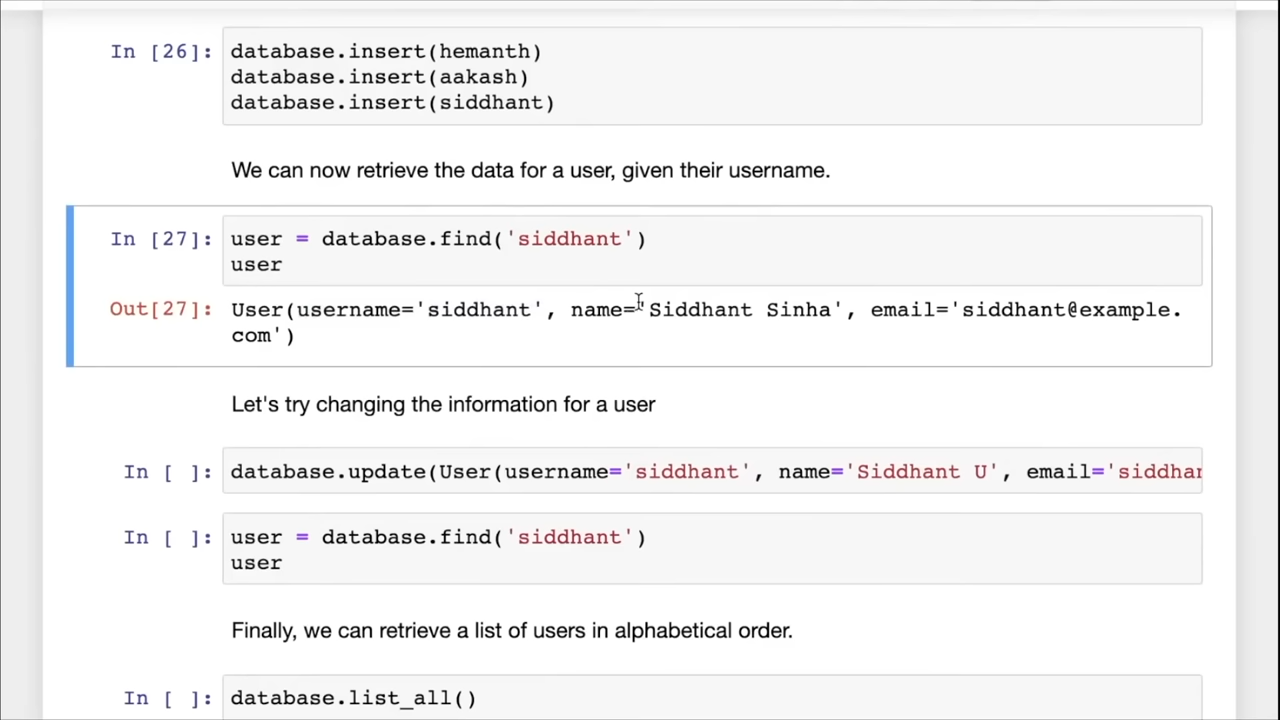 In [26]: database.insert(hemanth)
database.insert(aakash)
database.insert(siddhant)
We can now retrieve the data for a user, given their username.
In [27]: user = database.find('siddhant')
user
Out[27]: User(username='siddhant', name='Siddhant Sinha', email='siddhant@example.
com')
Let's try changing the information for a user
In [ ]: database.update(User(username='siddhant', name='Siddhant U', email='siddhan
In [ ]: user = database.find('siddhant')
user
Finally, we can retrieve a list of users in alphabetical order.
In [ ]: database.list_all()